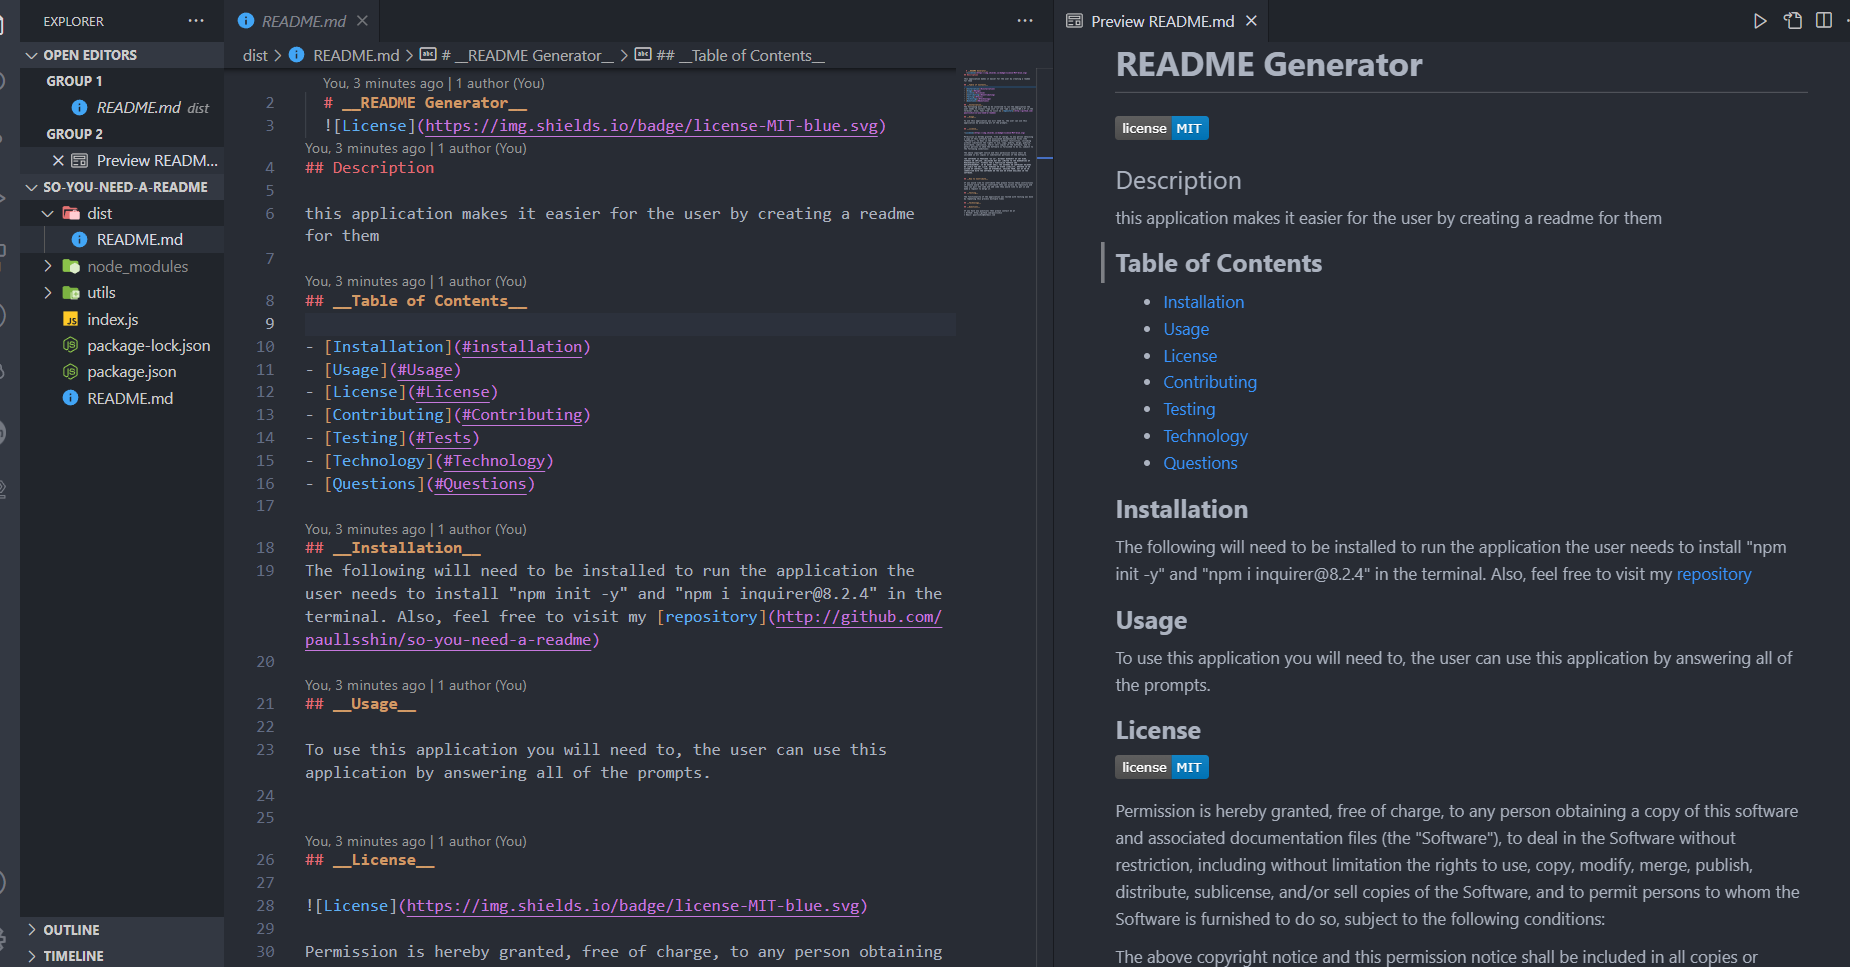 EXPLORER
OPEN EDITORS
GROUP 1
README.md dist
GROUP 2
Preview READM...
SO-YOU-NEED-A-README
dist
README.md
node_modules
utils
index.js
package-lock.json
package.json
README.md
OUTLINE
TIMELINE
README.md
dist > README.md > # __README Generator__ > ## __Table of Contents__
You, 3 minutes ago | 1 author (You)
2 # __README Generator__
3 ![License](https://img.shields.io/badge/license-MIT-blue.svg)
You, 3 minutes ago | 1 author (You)
4 ## Description
5
6 this application makes it easier for the user by creating a readme
for them
7
You, 3 minutes ago | 1 author (You)
8 ## __Table of Contents__
9
10 - [Installation](#installation)
11 - [Usage](#Usage)
12 - [License](#License)
13 - [Contributing](#Contributing)
14 - [Testing](#Tests)
15 - [Technology](#Technology)
16 - [Questions](#Questions)
17
You, 3 minutes ago | 1 author (You)
18 ## __Installation__
19 The following will need to be installed to run the application the
user needs to install "npm init -y" and "npm i inquirer@8.2.4" in the
terminal. Also, feel free to visit my [repository](http://github.com/
paullsshin/so-you-need-a-readme)
20
You, 3 minutes ago | 1 author (You)
21 ## __Usage__
22
23 To use this application you will need to, the user can use this
application by answering all of the prompts.
24
25
You, 3 minutes ago | 1 author (You)
26 ## __License__
27
28 ![License](https://img.shields.io/badge/license-MIT-blue.svg)
29
30 Permission is hereby granted, free of charge, to any person obtaining
Preview README.md
README Generator
license MIT
Description
this application makes it easier for the user by creating a readme for them
Table of Contents
• Installation
• Usage
• License
• Contributing
• Testing
• Technology
• Questions
Installation
The following will need to be installed to run the application the user needs to install "npm
init -y" and "npm i inquirer@8.2.4" in the terminal. Also, feel free to visit my repository
Usage
To use this application you will need to, the user can use this application by answering all of
the prompts.
License
license MIT
Permission is hereby granted, free of charge, to any person obtaining a copy of this software
and associated documentation files (the "Software"), to deal in the Software without
restriction, including without limitation the rights to use, copy, modify, merge, publish,
distribute, sublicense, and/or sell copies of the Software, and to permit persons to whom the
Software is furnished to do so, subject to the following conditions:
The above copyright notice and this permission notice shall be included in all copies or